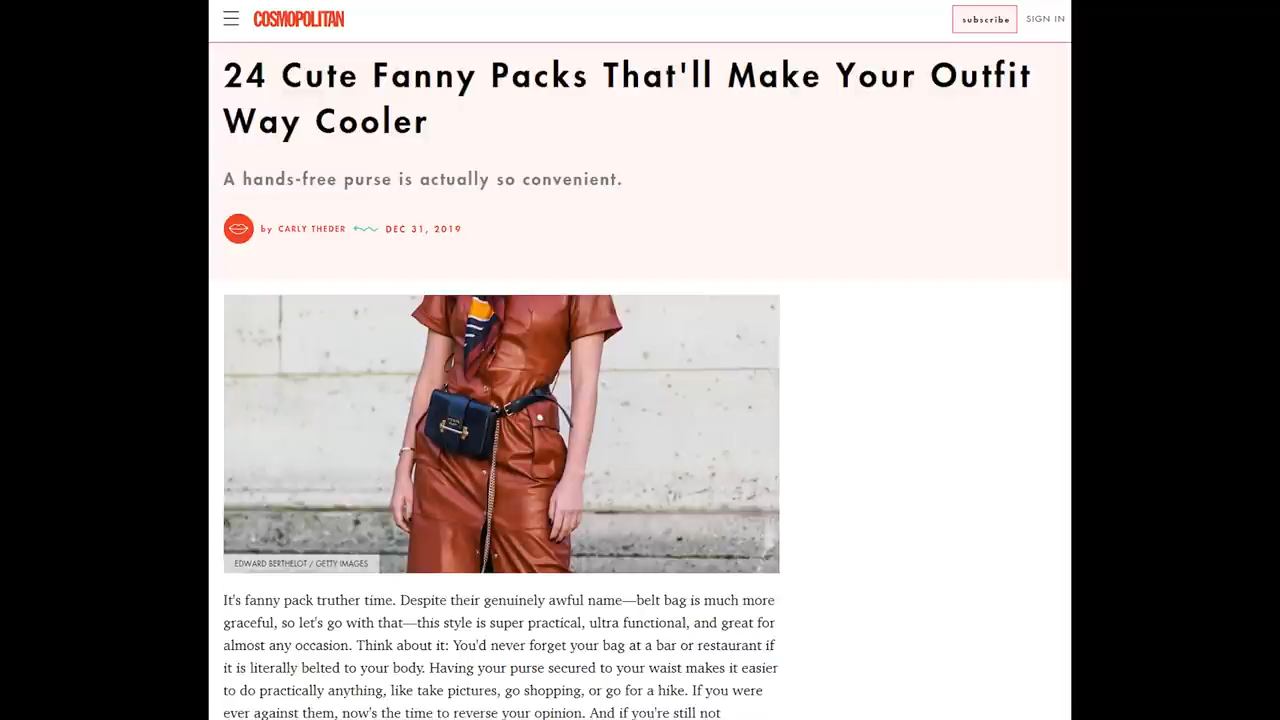 COSMOPOLITAN
subscribe
SIGN IN
24 Cute Fanny Packs That'll Make Your Outfit
Way Cooler
A hands-free purse is actually so convenient.
by CARLY THEDER DEC 31, 2019
EDWARD BERTHELOT / GETTY IMAGES
It's fanny pack truther time. Despite their genuinely awful name—belt bag is much more
graceful, so let's go with that—this style is super practical, ultra functional, and great for
almost any occasion. Think about it: You'd never forget your bag at a bar or restaurant if
it is literally belted to your body. Having your purse secured to your waist makes it easier
to do practically anything, like take pictures, go shopping, or go for a hike. If you were
ever against them, now's the time to reverse your opinion. And if you're still not